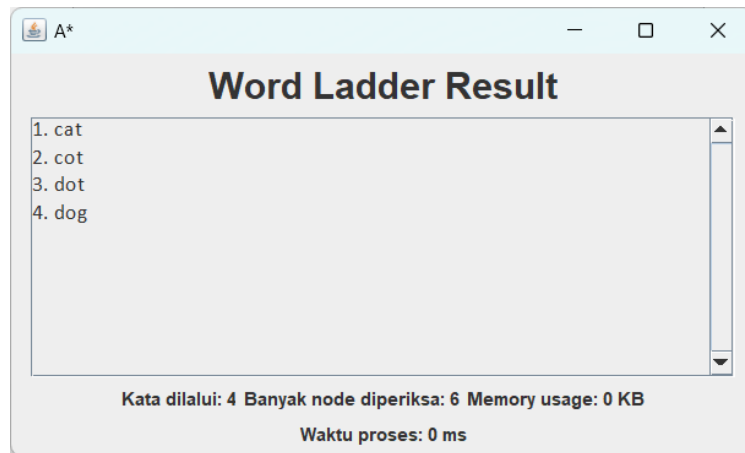 A*
Word Ladder Result
1. cat
2. cot
3. dot
4. dog
Kata dilalui: 4 Banyak node diperiksa: 6 Memory usage: 0 KB
Waktu proses: 0 ms